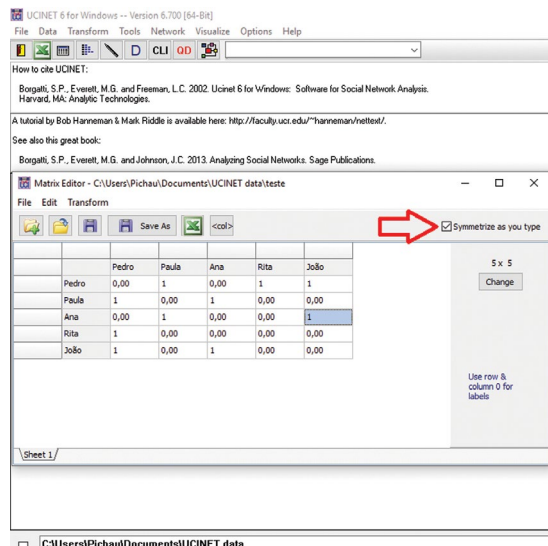 UCINET 6 for Windows -- Version 6.700 [64-Bit]
File Data Transform Tools Network Visualize Options Help
D CLI QD
How to cite UCINET:
Borgatti, S.P., Everett, M.G. and Freeman, L.C. 2002. Ucinet 6 for Windows: Software for Social Network Analysis.
Harvard, MA: Analytic Technologies.
A tutorial by Bob Hanneman & Mark Riddle is available here: http://faculty.ucr.edu/~hanneman/nettext/.
See also this great book:
Borgatti, S.P., Everett, M.G. and Johnson, J.C. 2013. Analyzing Social Networks. Sage Publications.
Matrix Editor - C:\Users\Pichau\Documents\UCINET data\teste
File Edit Transform
Save As <col> Symmetrize as you type
Pedro Paula Ana Rita João
Pedro 0,00 1 0,00 1 1
Paula 1 0,00 1 0,00 0,00
Ana 0,00 1 0,00 0,00 1
Rita 1 0,00 0,00 0,00 0,00
João 1 0,00 1 0,00 0,00
5 x 5
Change
Use row &
column 0 for
labels
Sheet 1
C:\Users\Pichau\Documents\UCINET data